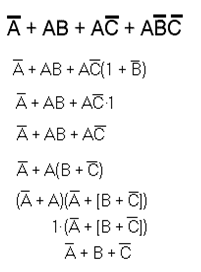 A̅ + AB + AC̅ + AB̅C̅
A̅ + AB + AC̅(1 + B̅)
A̅ + AB + AC̅·1
A̅ + AB + AC̅
A̅ + A(B + C̅)
(A̅ + A)(A̅ + [B + C̅])
1·(A̅ + [B + C̅])
A̅ + B + C̅